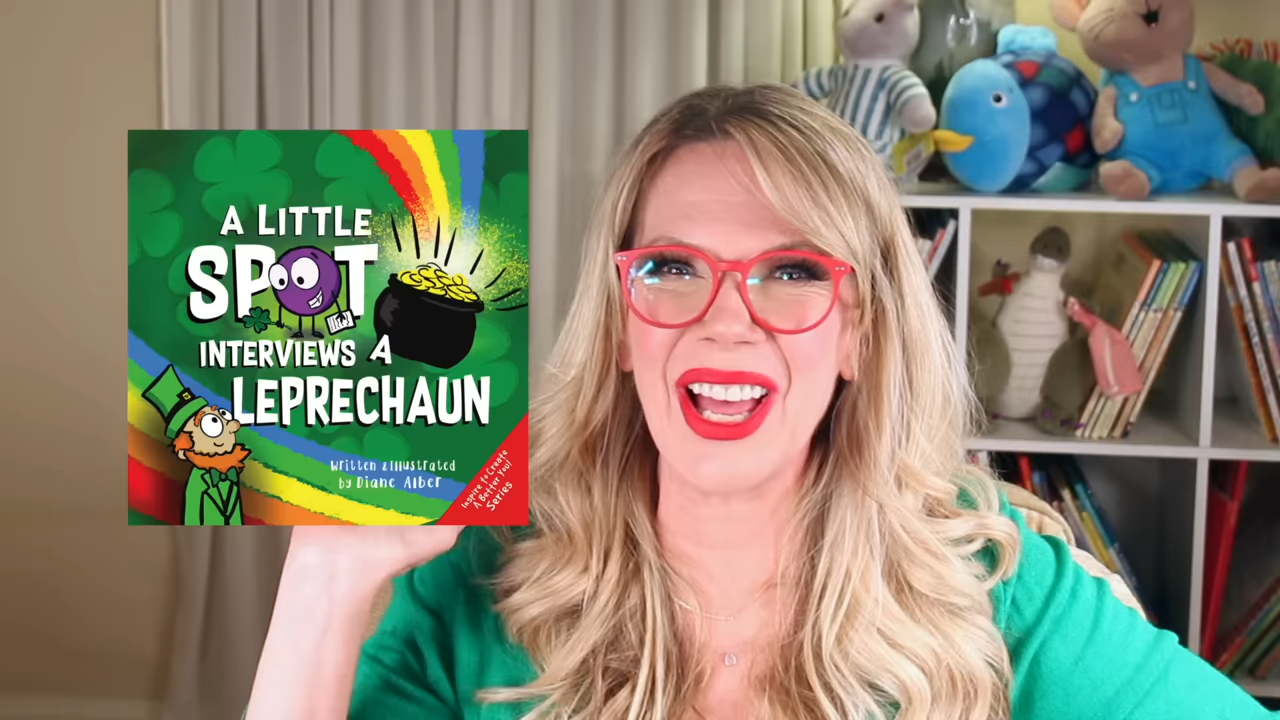 A LITTLE
SPOT
INTERVIEWS A
LEPRECHAUN
Written & Illustrated
by Diane Alber
Inspire to Create
A Better You!
Series